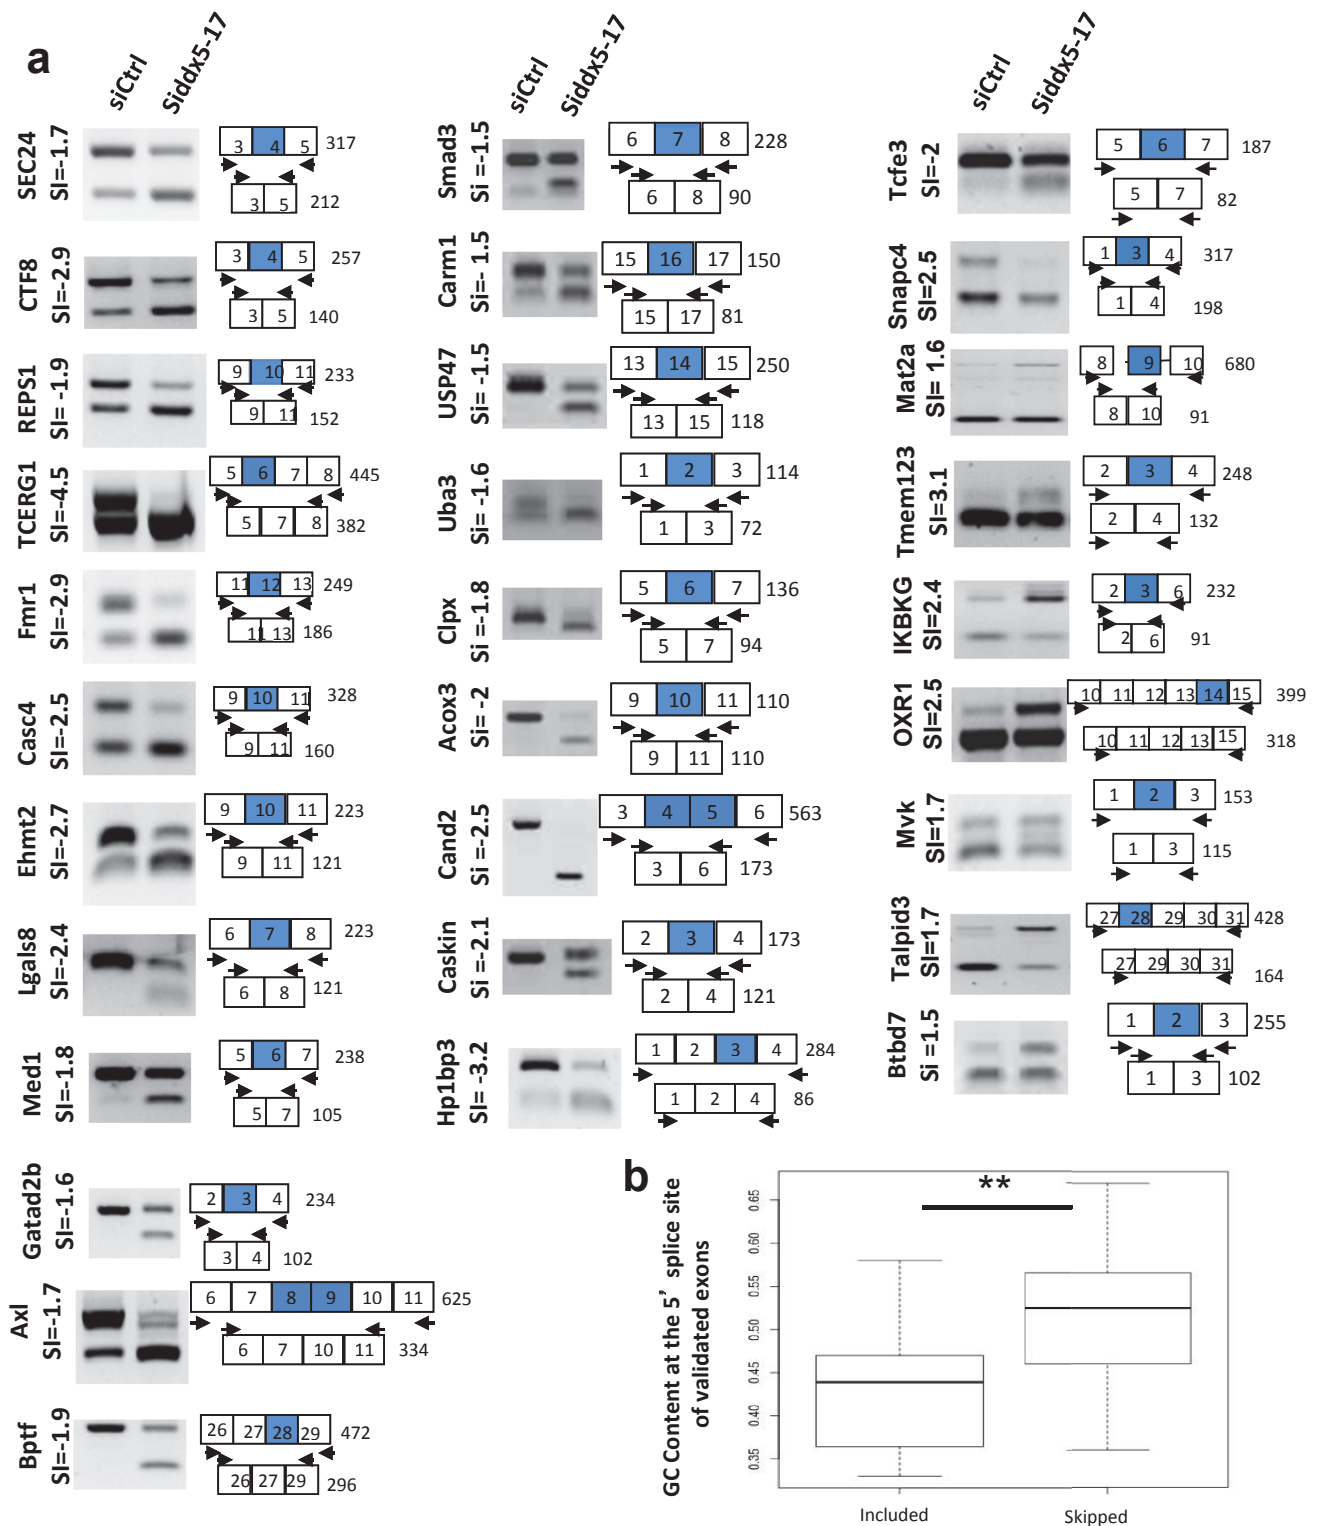 a
siCtrl Siddx5-17
SEC24
SI=-1.7
3 4 5 317
3 5 212
CTF8
SI=-2.9
3 4 5 257
3 5 140
REPS1
SI= -1.9
9 10 11 233
9 11 152
TCERG1
SI=-4.5
5 6 7 8 445
5 7 8 382
Fmr1
SI=-2.9
11 12 13 249
11 13 186
Casc4
SI=-2.5
9 10 11 328
9 11 160
Ehmt2
SI=-2.7
9 10 11 223
9 11 121
Lgals8
SI=-2.4
6 7 8 223
6 8 121
Med1
SI=-1.8
5 6 7 238
5 7 105
Gatad2b
SI=-1.6
2 3 4 234
3 4 102
Axl
SI=-1.7
6 7 8 9 10 11 625
6 7 10 11 334
Bptf
SI=-1.9
26 27 28 29 472
26 27 29 296
siCtrl Siddx5-17
Smad3
Si =-1.5
6 7 8 228
6 8 90
Carm1
Si=- 1.5
15 16 17 150
15 17 81
USP47
Si= -1.5
13 14 15 250
13 15 118
Uba3
Si= -1.6
1 2 3 114
1 3 72
Clpx
Si =-1.8
5 6 7 136
5 7 94
Acox3
Si= -2
9 10 11 110
9 11 110
Cand2
Si =-2.5
3 4 5 6 563
3 6 173
Caskin
Si =-2.1
2 3 4 173
2 4 121
Hp1bp3
SI= -3.2
1 2 3 4 284
1 2 4 86
siCtrl Siddx5-17
Tcfe3
SI=-2
5 6 7 187
5 7 82
Snapc4
SI=2.5
1 3 4 317
1 4 198
Mat2a
SI= 1.6
8 9 10 680
8 10 91
Tmem123
SI=3.1
2 3 4 248
2 4 132
IKBKG
SI=2.4
2 3 6 232
2 6 91
OXR1
SI=2.5
10 11 12 13 14 15 399
10 11 12 13 15 318
Mvk
SI=1.7
1 2 3 153
1 3 115
Talpid3
SI=1.7
27 28 29 30 31 428
27 29 30 31 164
Btbd7
Si =1.5
1 2 3 255
1 3 102
b
GC Content at the 5' splice site
of validated exons
0.65
0.60
0.55
0.50
0.45
0.40
0.35
**
Included Skipped